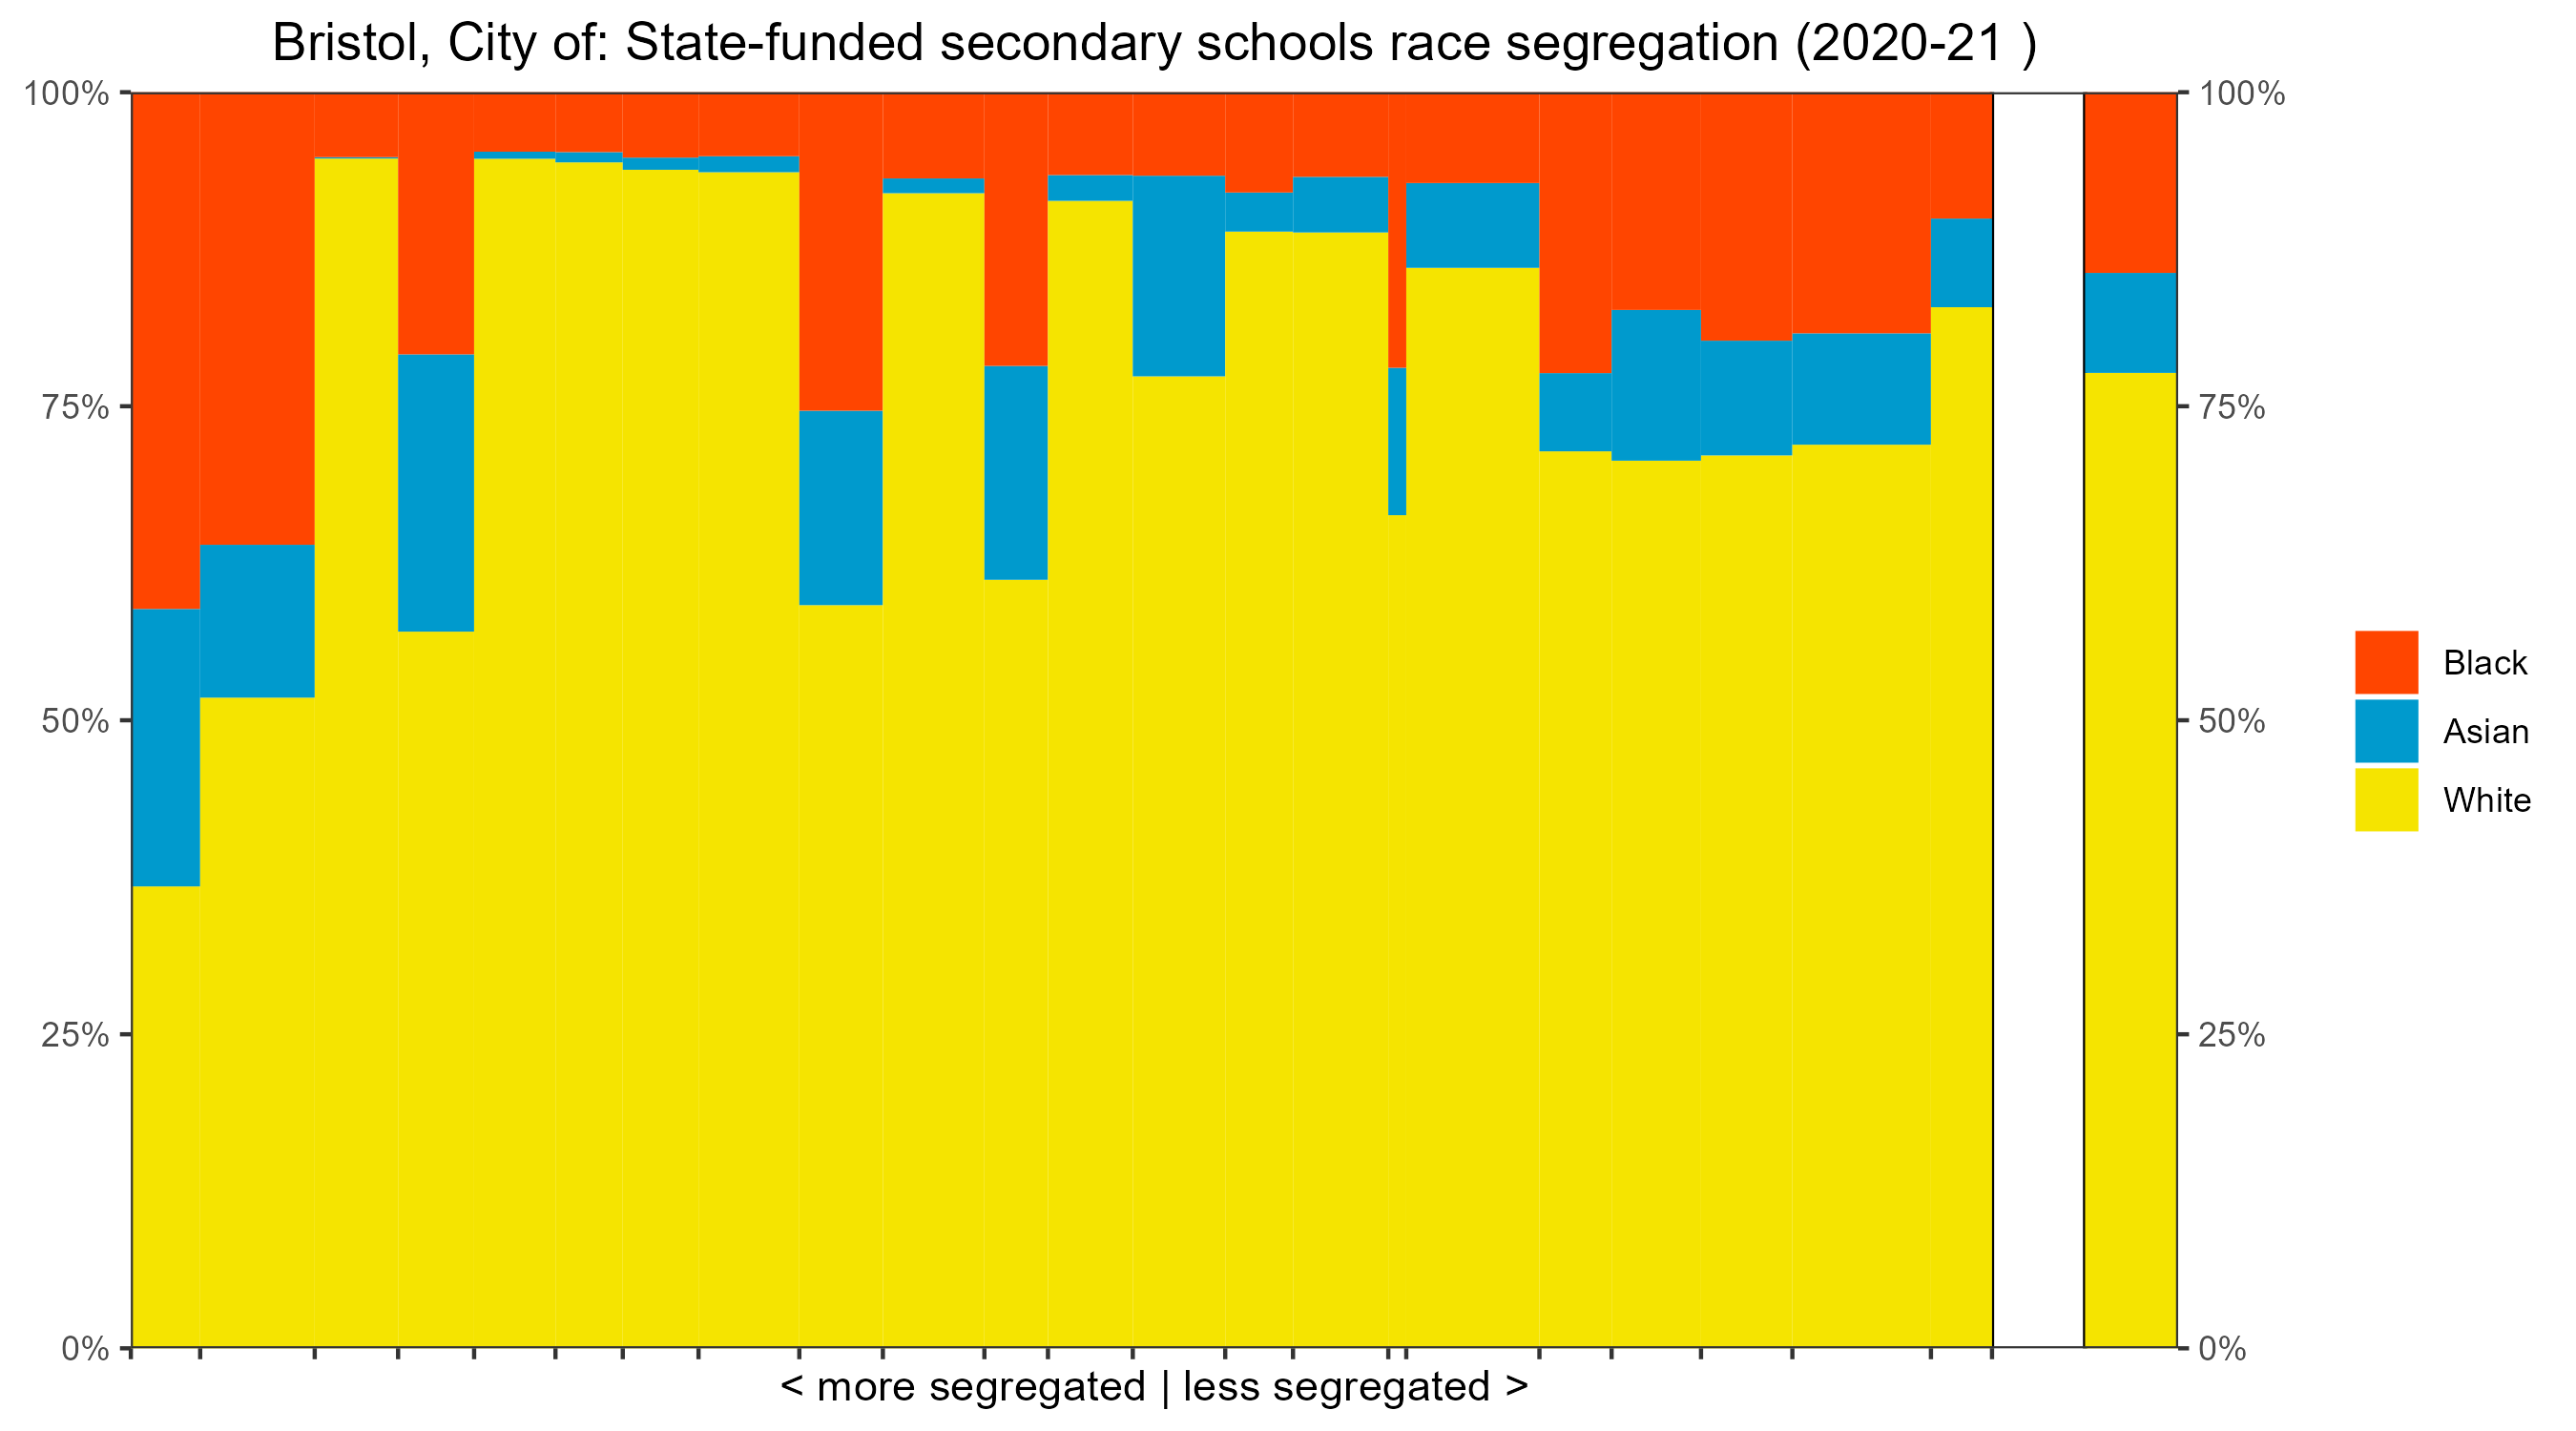 Bristol, City of: State-funded secondary schools race segregation (2020-21 )
100%
75%
50%
25%
0%
100%
75%
50%
25%
0%
Black
Asian
White
< more segregated | less segregated >